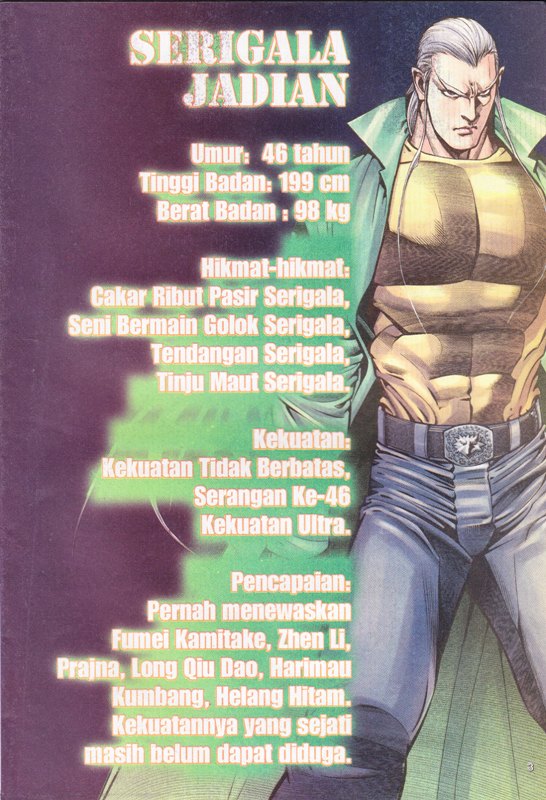 SERIGALA
JADIAN
Umur: 46 tahun
Tinggi Badan: 199 cm
Berat Badan : 98 kg
Hikmat-hikmat:
Cakar Ribut Pasir Serigala,
Seni Bermain Golok Serigala,
Tendangan Serigala,
Tinju Maut Serigala.
Kekuatan:
Kekuatan Tidak Berbatas,
Serangan Ke-46
Kekuatan Ultra.
Pencapaian:
Pernah menewaskan
Fumei Kamitake, Zhen Li,
Prajna, Long Qiu Dao, Harimau
Kumbang, Helang Hitam.
Kekuatannya yang sejati
masih belum dapat diduga.
3